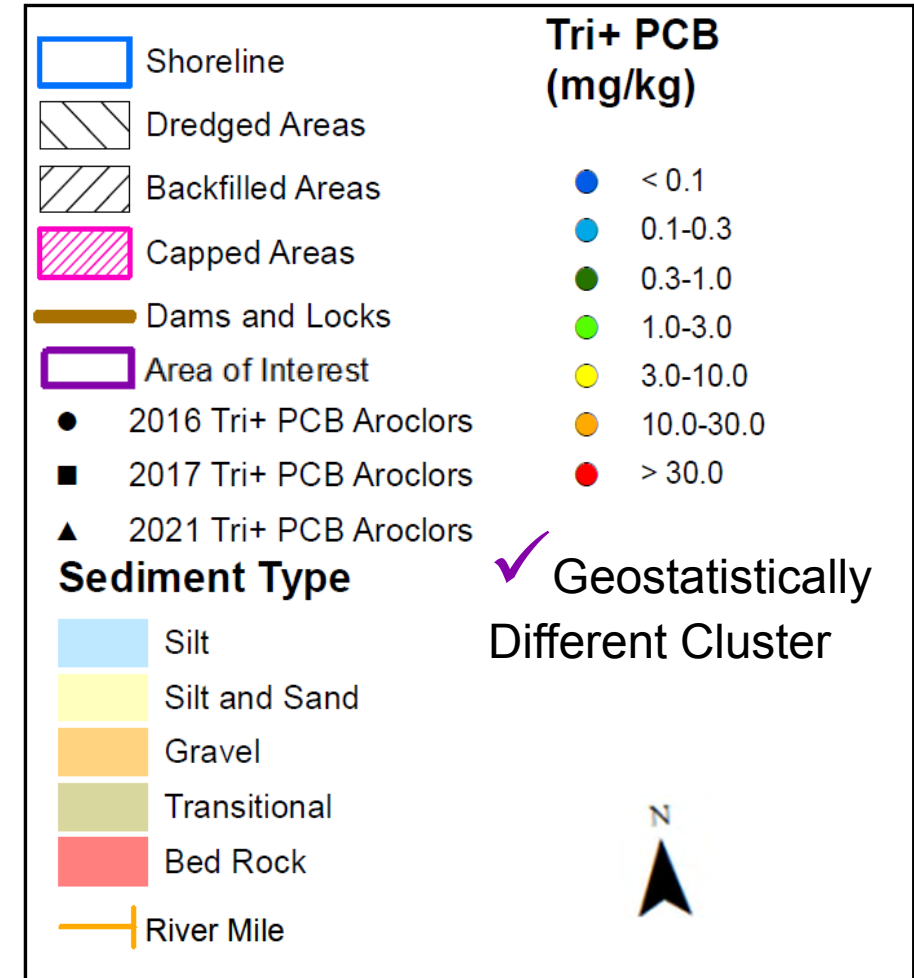 Shoreline
Dredged Areas
Backfilled Areas
Capped Areas
Dams and Locks
Area of Interest
2016 Tri+ PCB Aroclors
2017 Tri+ PCB Aroclors
2021 Tri+ PCB Aroclors
Sediment Type
Silt
Silt and Sand
Gravel
Transitional
Bed Rock
River Mile
Tri+ PCB
(mg/kg)
< 0.1
0.1-0.3
0.3-1.0
1.0-3.0
3.0-10.0
10.0-30.0
> 30.0
Geostatistically
Different Cluster
N